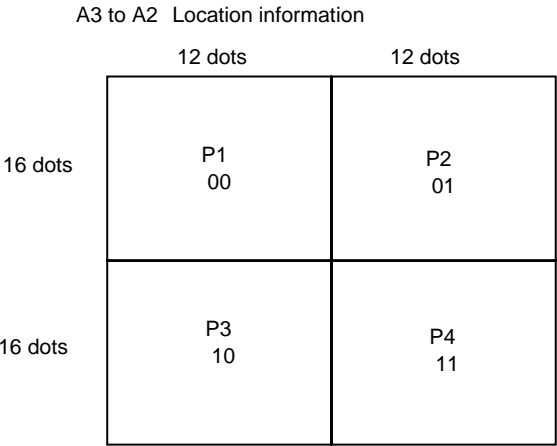 A3 to A2 Location information
12 dots 12 dots
16 dots
P1
00
P2
01
16 dots
P3
10
P4
11